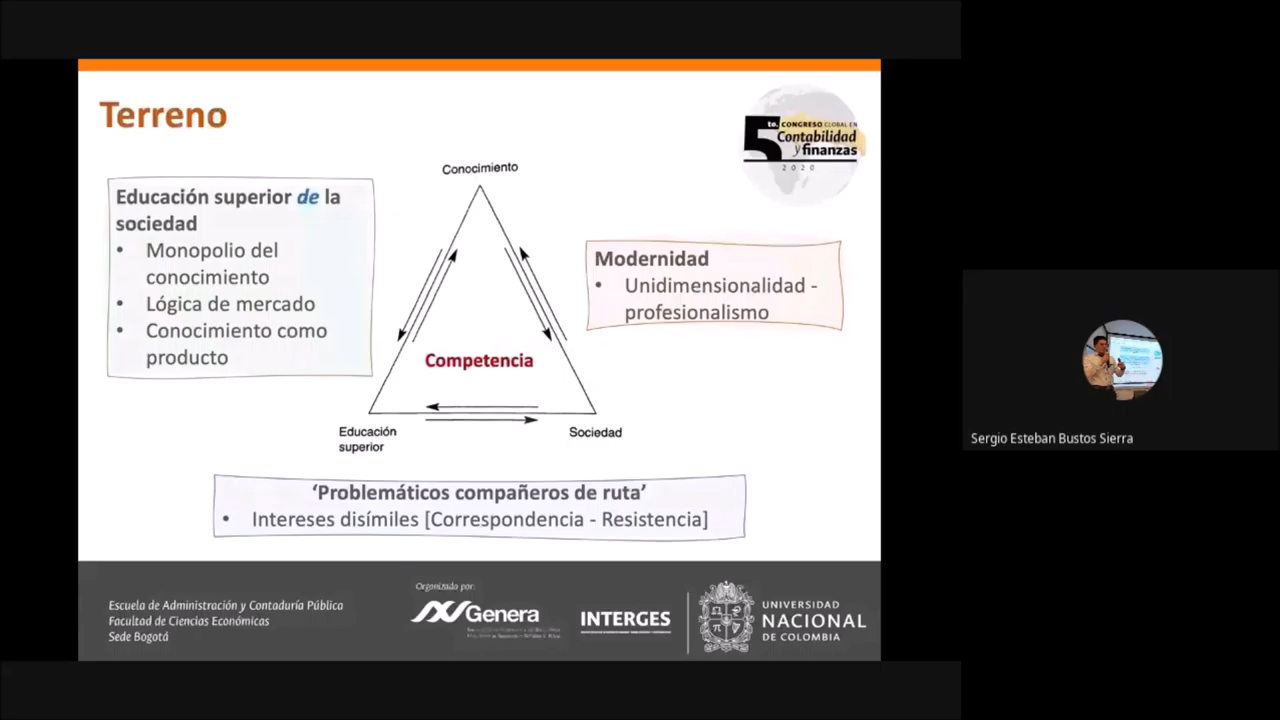 Terreno
5to. CONGRESO GLOBAL EN
Contabilidad
y finanzas
2020
Conocimiento
Educación superior de la
sociedad
• Monopolio del
conocimiento
• Lógica de mercado
• Conocimiento como
producto
Modernidad
• Unidimensionalidad -
profesionalismo
Competencia
Educación
superior
Sociedad
‘Problemáticos compañeros de ruta’
• Intereses disímiles [Correspondencia - Resistencia]
Sergio Esteban Bustos Sierra
Escuela de Administración y Contaduría Pública
Facultad de Ciencias Económicas
Sede Bogotá
Organizado por:
Genera
INTERGES
UNIVERSIDAD
NACIONAL
DE COLOMBIA